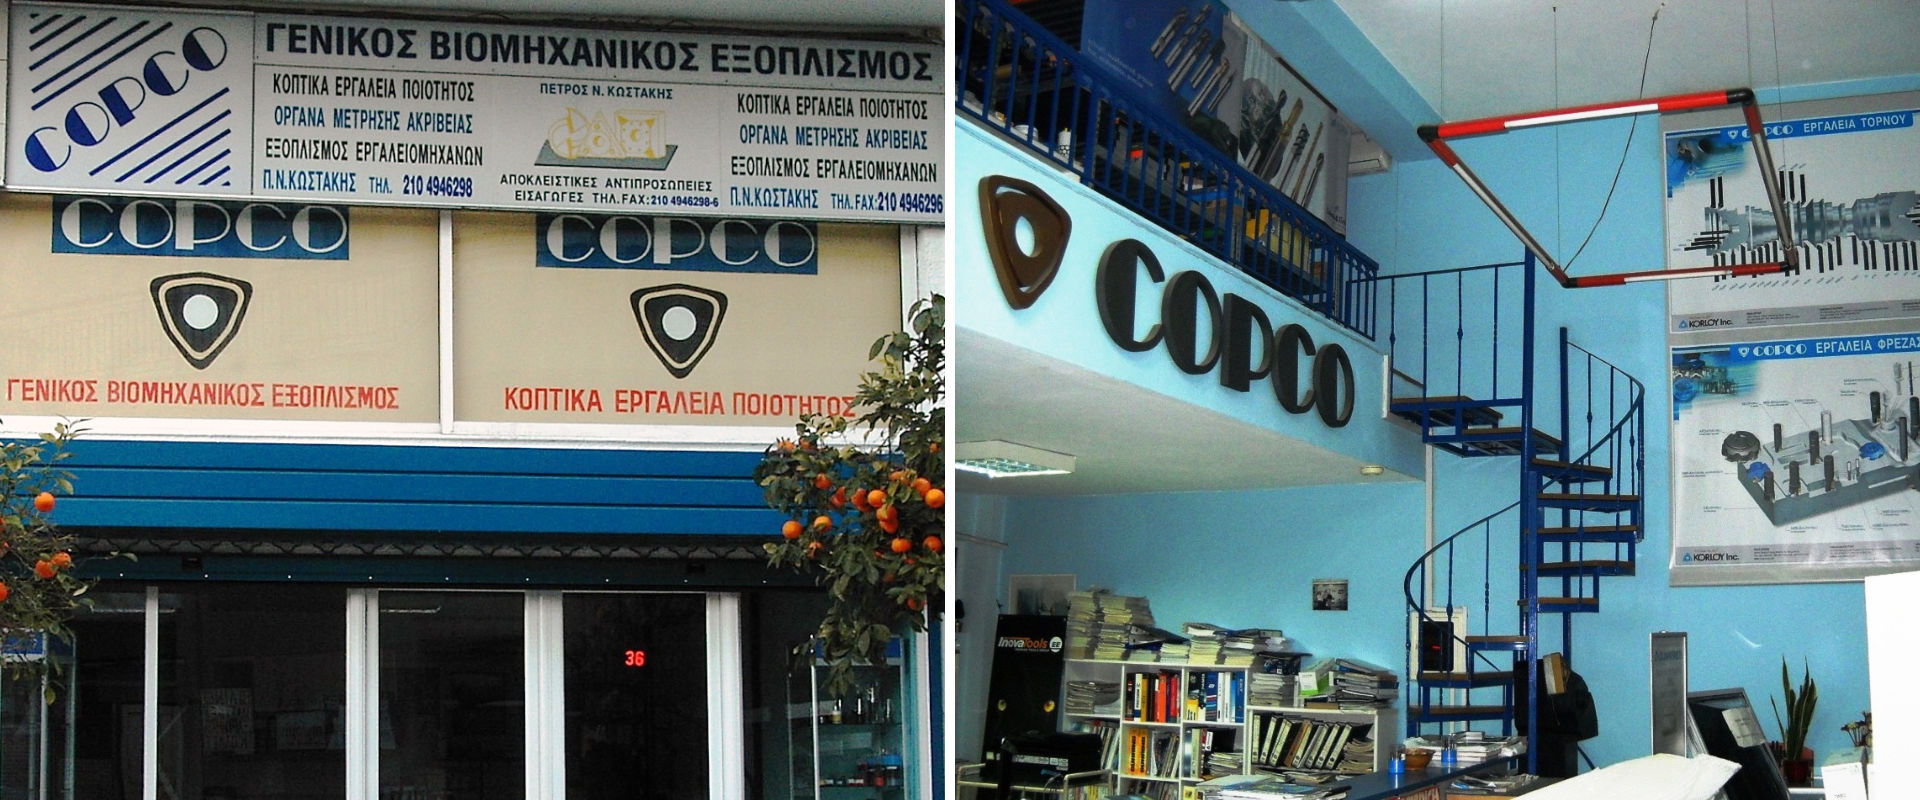 COPCO
ΓΕΝΙΚΟΣ ΒΙΟΜΗΧΑΝΙΚΟΣ ΕΞΟΠΛΙΣΜΟΣ
ΚΟΠΤΙΚΑ ΕΡΓΑΛΕΙΑ ΠΟΙΟΤΗΤΟΣ
ΟΡΓΑΝΑ ΜΕΤΡΗΣΗΣ ΑΚΡΙΒΕΙΑΣ
ΕΞΟΠΛΙΣΜΟΣ ΕΡΓΑΛΕΙΟΜΗΧΑΝΩΝ
Π.Ν.ΚΩΣΤΑΚΗΣ ΤΗΛ. 210 4946298
ΠΕΤΡΟΣ Ν. ΚΩΣΤΑΚΗΣ
ΑΠΟΚΛΕΙΣΤΙΚΕΣ ΑΝΤΙΠΡΟΣΩΠΕΙΕΣ
ΕΙΣΑΓΩΓΕΣ ΤΗΛ. FAX: 210 4946298-6
ΚΟΠΤΙΚΑ ΕΡΓΑΛΕΙΑ ΠΟΙΟΤΗΤΟΣ
ΟΡΓΑΝΑ ΜΕΤΡΗΣΗΣ ΑΚΡΙΒΕΙΑΣ
ΕΞΟΠΛΙΣΜΟΣ ΕΡΓΑΛΕΙΟΜΗΧΑΝΩΝ
Π.Ν.ΚΩΣΤΑΚΗΣ ΤΗΛ. FAX: 210 4946296
COPCO
ΓΕΝΙΚΟΣ ΒΙΟΜΗΧΑΝΙΚΟΣ ΕΞΟΠΛΙΣΜΟΣ
COPCO
ΚΟΠΤΙΚΑ ΕΡΓΑΛΕΙΑ ΠΟΙΟΤΗΤΟΣ
36
COPCO
COPCO ΕΡΓΑΛΕΙΑ ΤΟΡΝΟΥ
KORLOY Inc.
COPCO ΕΡΓΑΛΕΙΑ ΦΡΕΖΑΣ
KORLOY Inc.
InovaTools